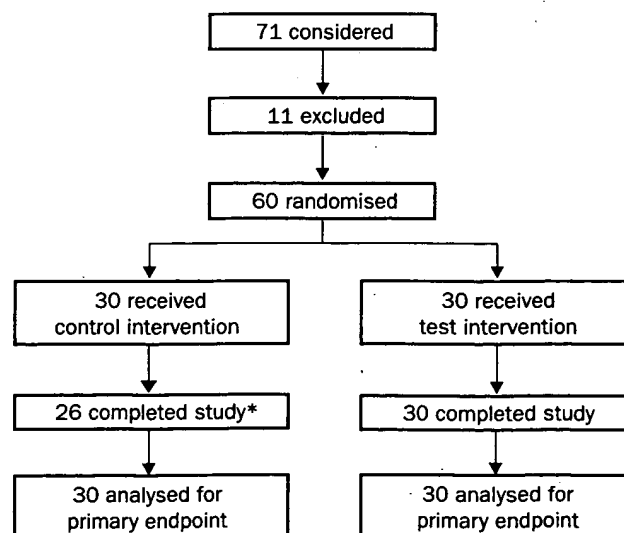 71 considered
11 excluded
60 randomised
30 received
control intervention
30 received
test intervention
26 completed study*
30 completed study
30 analysed for
primary endpoint
30 analysed for
primary endpoint